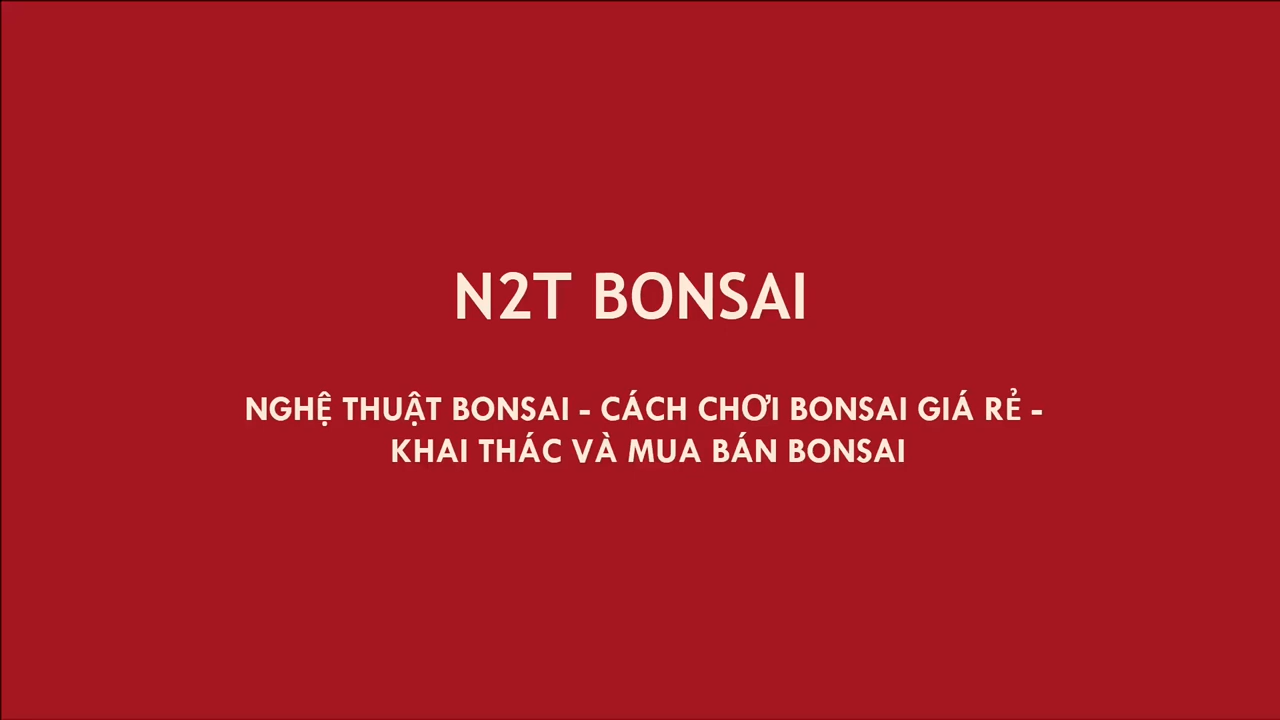 N2T BONSAI
NGHỆ THUẬT BONSAI - CÁCH CHƠI BONSAI GIÁ RẺ -
KHAI THÁC VÀ MUA BÁN BONSAI